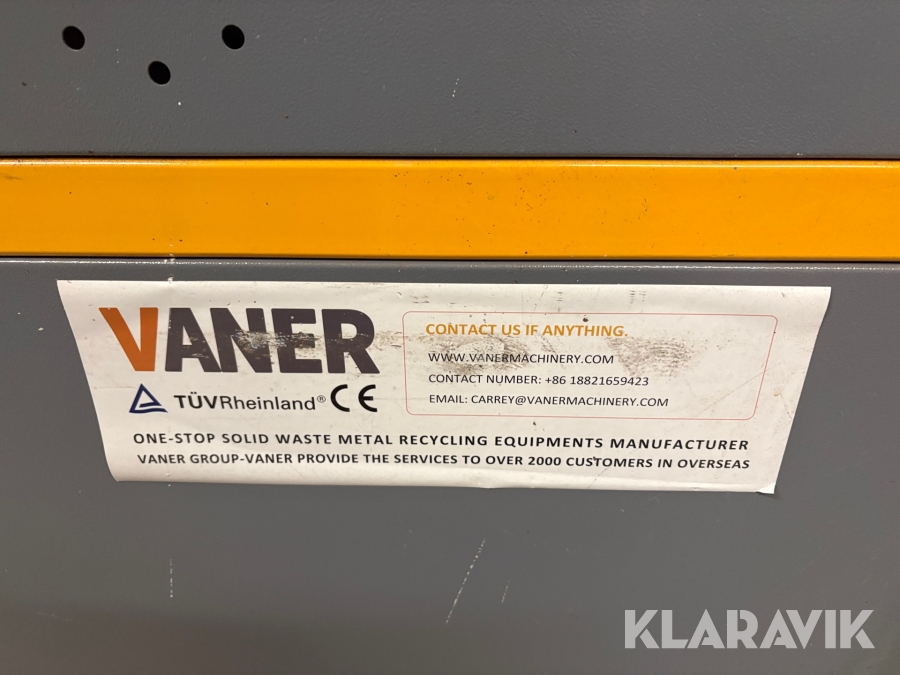 VANER
TÜVRheinland® CE
CONTACT US IF ANYTHING.
WWW.VANERMACHINERY.COM
CONTACT NUMBER: +86 18821659423
EMAIL: CARREY@VANERMACHINERY.COM
ONE-STOP SOLID WASTE METAL RECYCLING EQUIPMENTS MANUFACTURER
VANER GROUP-VANER PROVIDE THE SERVICES TO OVER 2000 CUSTOMERS IN OVERSEAS
KLARAVIK